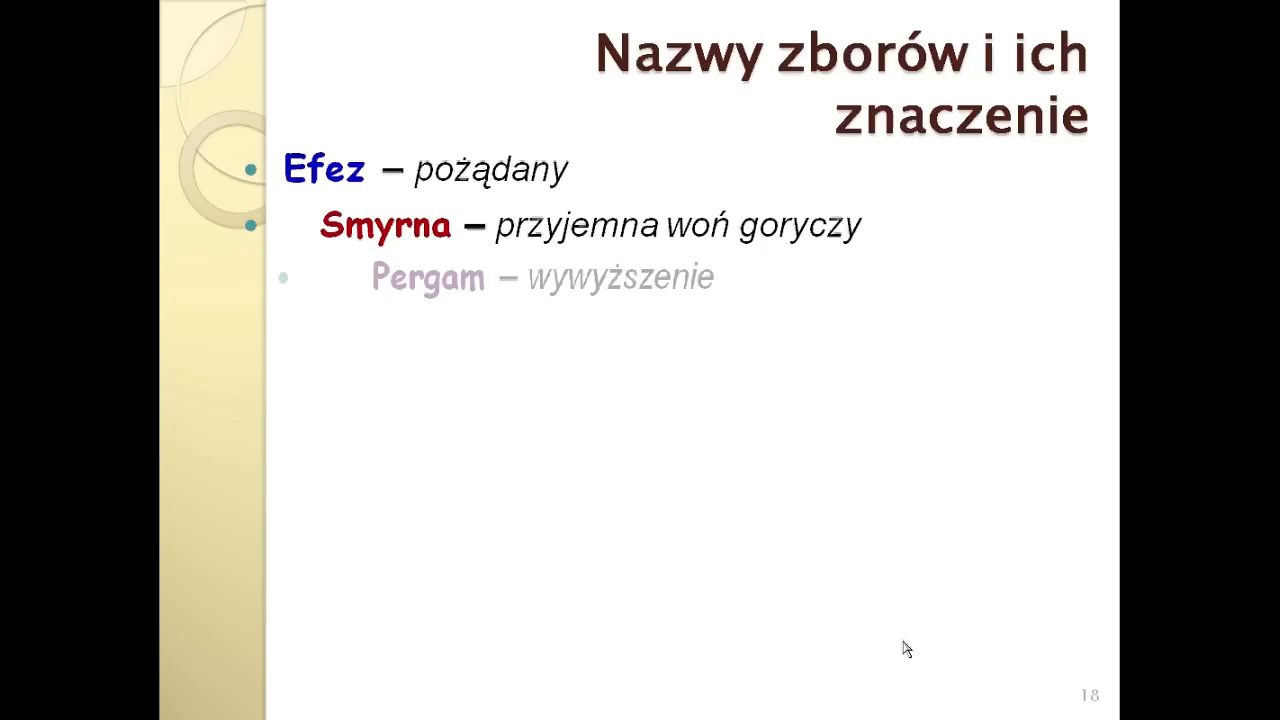 Nazwy zborów i ich
znaczenie
• Efez – pożądany
• Smyrna – przyjemna woń goryczy
• Pergam – wywyższenie
18